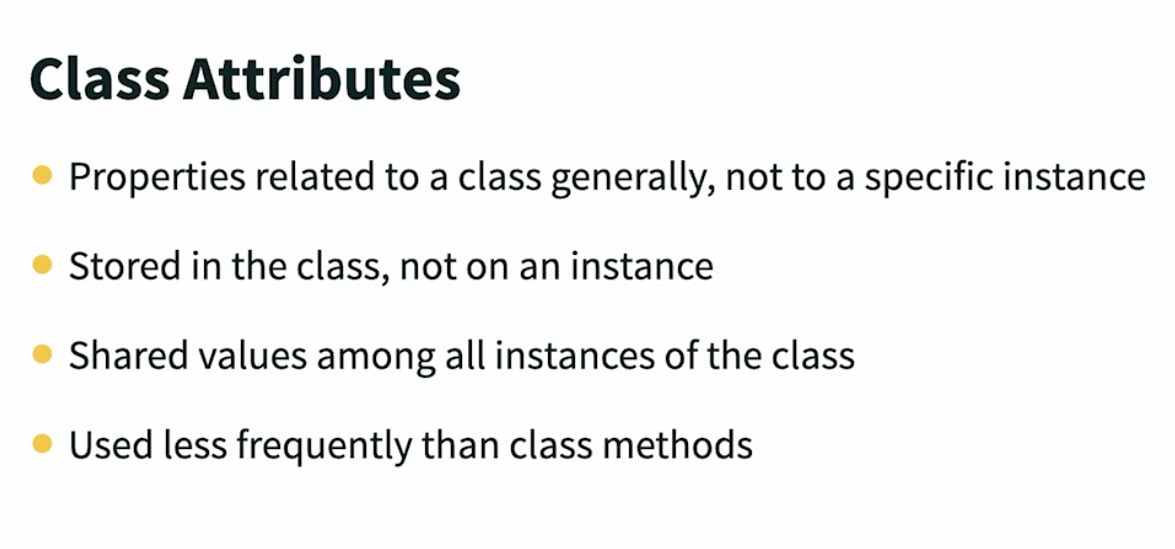 Class Attributes
Properties related to a class generally, not to a specific instance
Stored in the class, not on an instance
Shared values among all instances of the class
Used less frequently than class methods